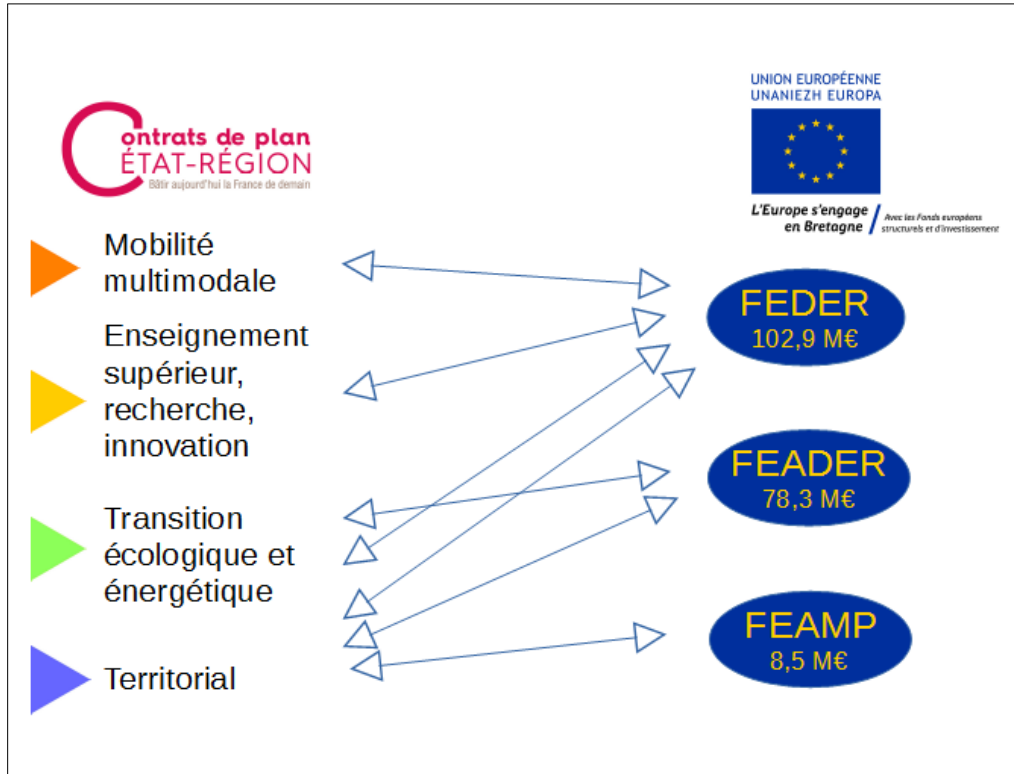 Contrats de plan
ÉTAT-RÉGION
Bâtir aujourd'hui la France de demain
Mobilité
multimodale
Enseignement
supérieur,
recherche,
innovation
Transition
écologique et
énergétique
Territorial
UNION EUROPÉENNE
UNANIEZH EUROPA
L'Europe s'engage
en Bretagne
Avec les Fonds européens
structurels et d'investissement
FEDER
102,9 M€
FEADER
78,3 M€
FEAMP
8,5 M€